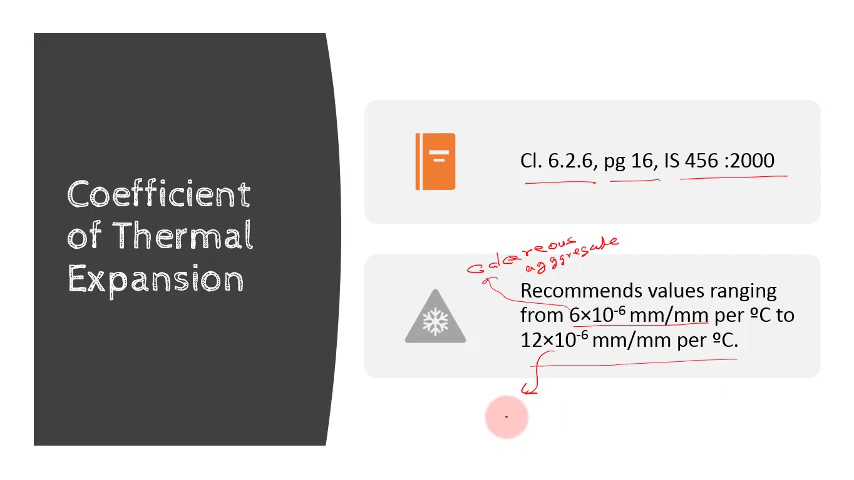 Coefficient
of Thermal
Expansion
Cl. 6.2.6, pg 16, IS 456 :2000
aggregate
Recommends values ranging
from 6×10⁻⁶ mm/mm per ºC to
12×10⁻⁶ mm/mm per ºC.